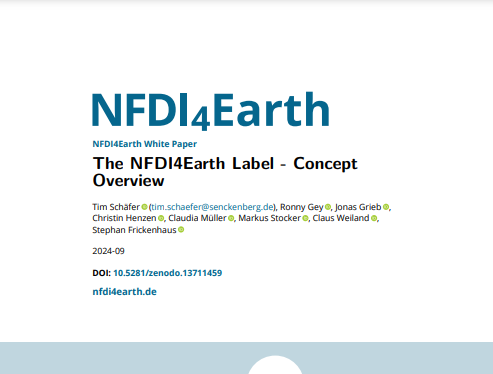 NFDI4Earth
NFDI4Earth White Paper
The NFDI4Earth Label - Concept
Overview
Tim Schäfer (tim.schaefer@senckenberg.de), Ronny Gey, Jonas Grieb,
Christin Henzen, Claudia Müller, Markus Stocker, Claus Weiland,
Stephan Frickenhaus
2024-09
DOI: 10.5281/zenodo.13711459
nfdi4earth.de